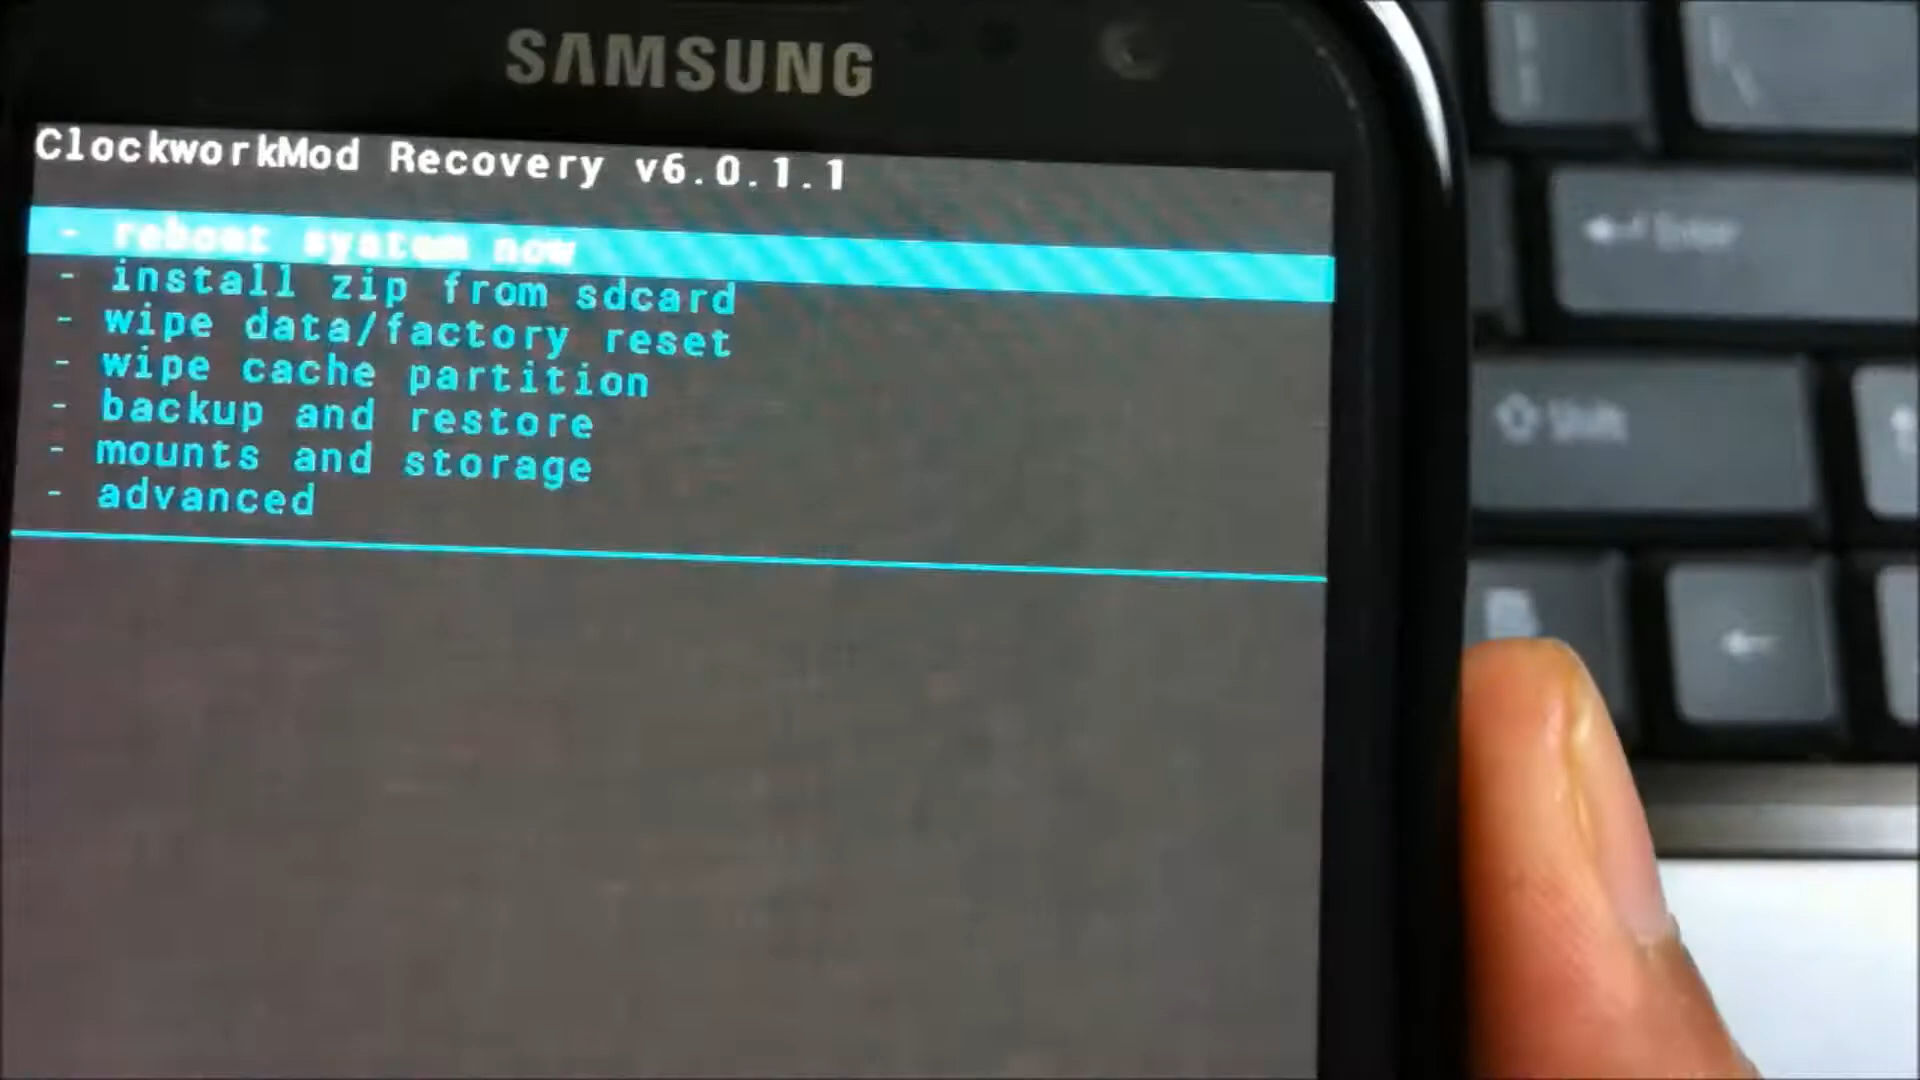 SAMSUNG
ClockworkMod Recovery v6.0.1.1
- reboot system now
- install zip from sdcard
- wipe data/factory reset
- wipe cache partition
- backup and restore
- mounts and storage
- advanced
Enter
Shift